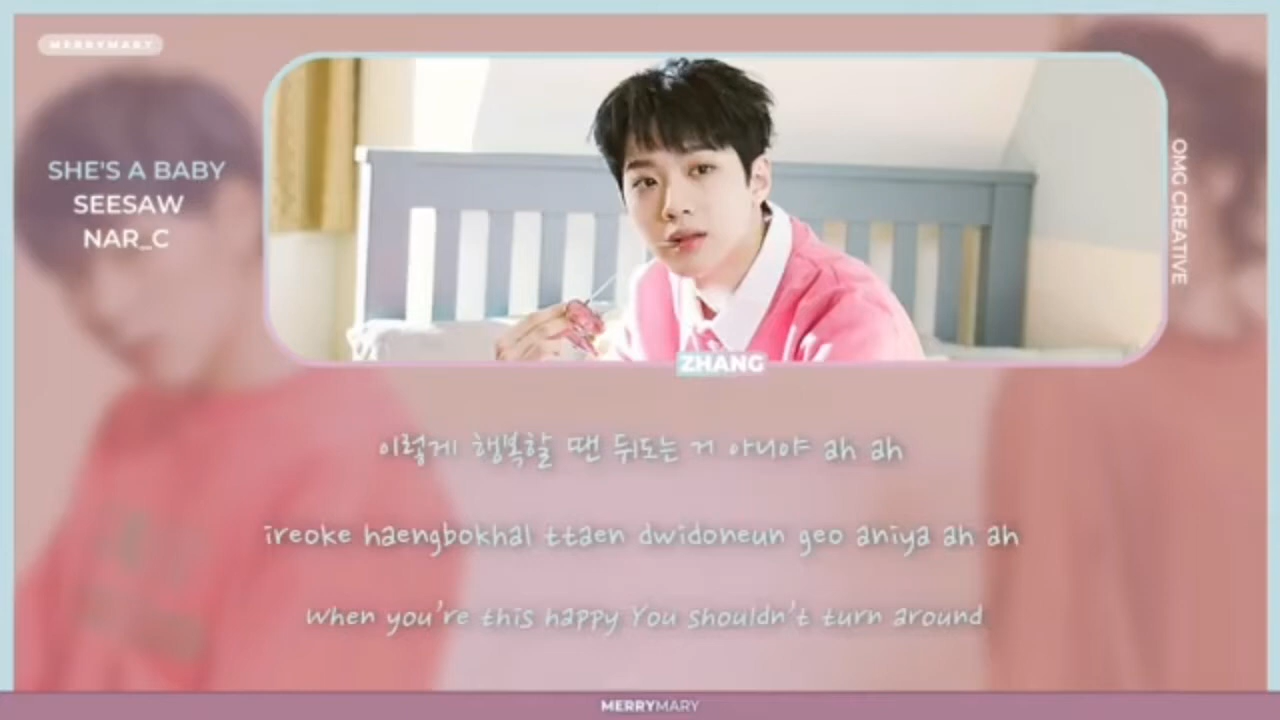 MERRYMARY
SHE'S A BABY
SEESAW
NAR_C
OMG CREATIVE
ZHANG
이렇게 행복할 땐 뒤도는 거 아니야 ah ah
ireoke haengbokhal ttaen dwidoneun geo aniya ah ah
When you're this happy You shouldn't turn around
MERRYMARY